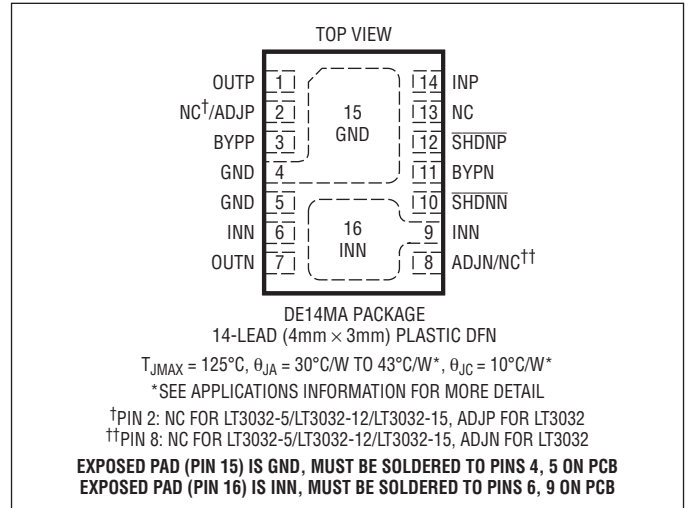 TOP VIEW
OUTP 1 14 INP
NC†/ADJP 2 15 13 NC
BYPP 3 GND 12 SHDNP
GND 4 11 BYPN
GND 5 10 SHDNN
INN 6 16 9 INN
OUTN 7 INN 8 ADJN/NC††
DE14MA PACKAGE
14-LEAD (4mm × 3mm) PLASTIC DFN
TJMAX = 125°C, θJA = 30°C/W TO 43°C/W*, θJC = 10°C/W*
*SEE APPLICATIONS INFORMATION FOR MORE DETAIL
†PIN 2: NC FOR LT3032-5/LT3032-12/LT3032-15, ADJP FOR LT3032
††PIN 8: NC FOR LT3032-5/LT3032-12/LT3032-15, ADJN FOR LT3032
EXPOSED PAD (PIN 15) IS GND, MUST BE SOLDERED TO PINS 4, 5 ON PCB
EXPOSED PAD (PIN 16) IS INN, MUST BE SOLDERED TO PINS 6, 9 ON PCB